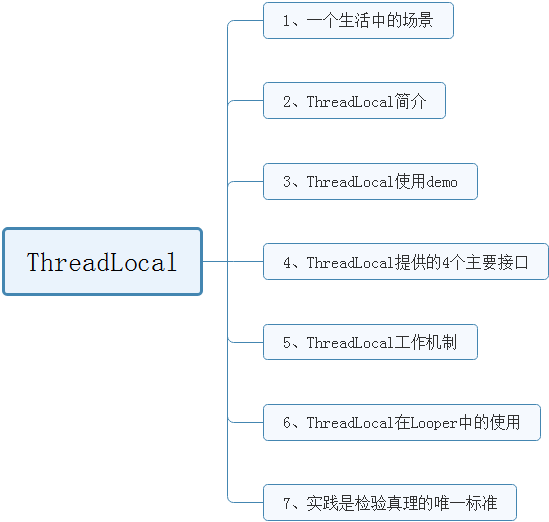 ThreadLocal
1、一个生活中的场景
2、ThreadLocal简介
3、ThreadLocal使用demo
4、ThreadLocal提供的4个主要接口
5、ThreadLocal工作机制
6、ThreadLocal在Looper中的使用
7、实践是检验真理的唯一标准